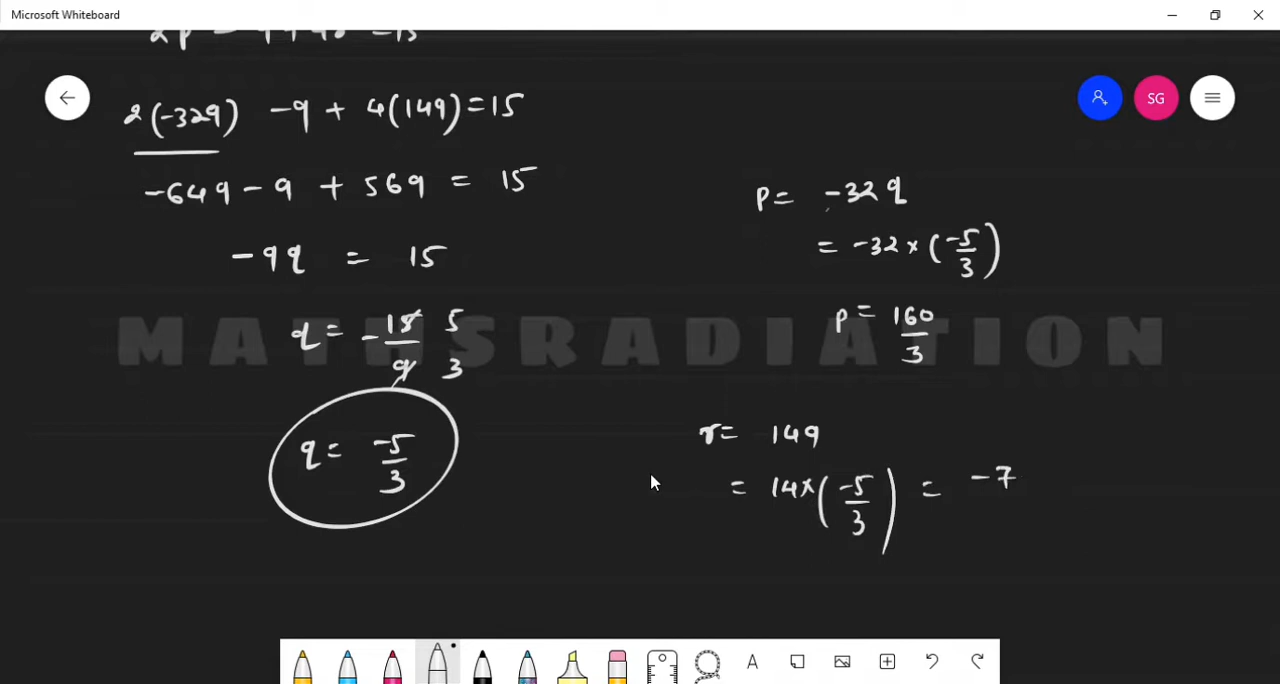 Microsoft Whiteboard
2(-32q) -q + 4(14q) = 15
-64q - q + 56q = 15
-9q = 15
q = -15/9 5/3
q = -5/3
SG
p = -32q
= -32 × (-5/3)
p = 160/3
r = 14q
= 14 × (-5/3) = -7
MATHSRADIATION
A